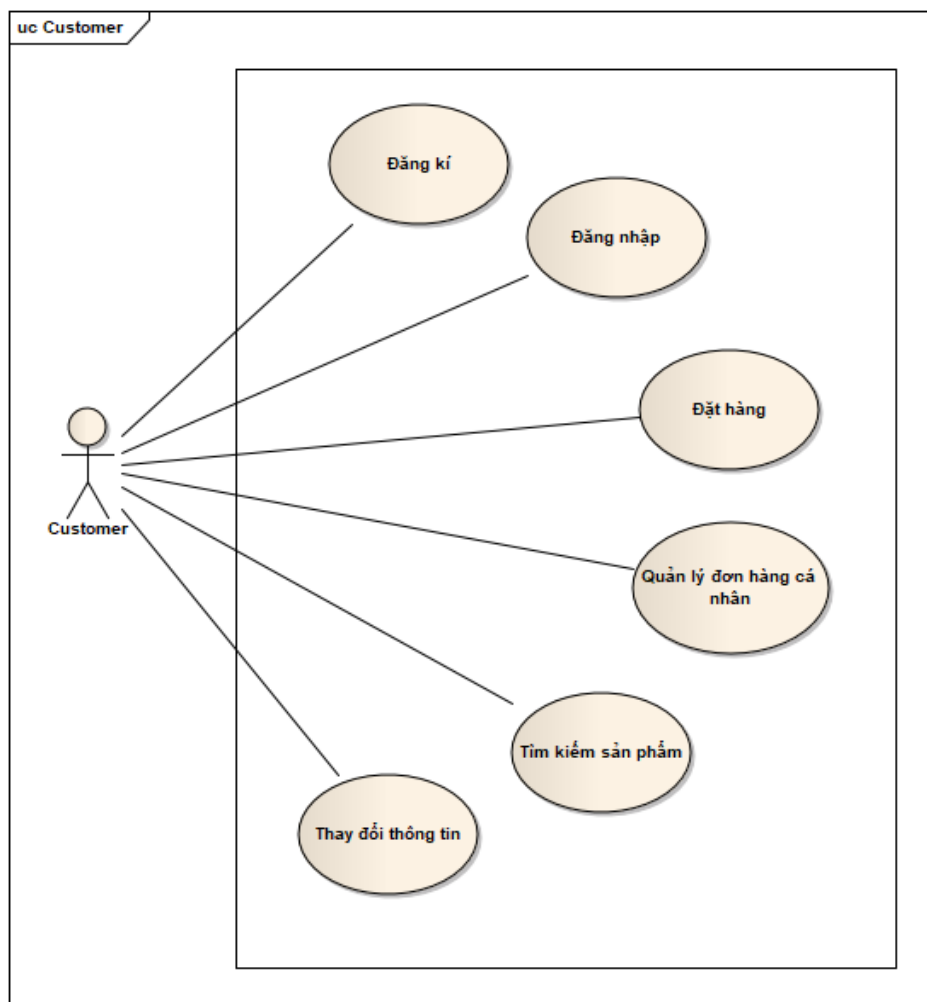 uc Customer
Đăng kí
Đăng nhập
Đặt hàng
Customer
Quản lý đơn hàng cá
nhân
Tìm kiếm sản phẩm
Thay đổi thông tin